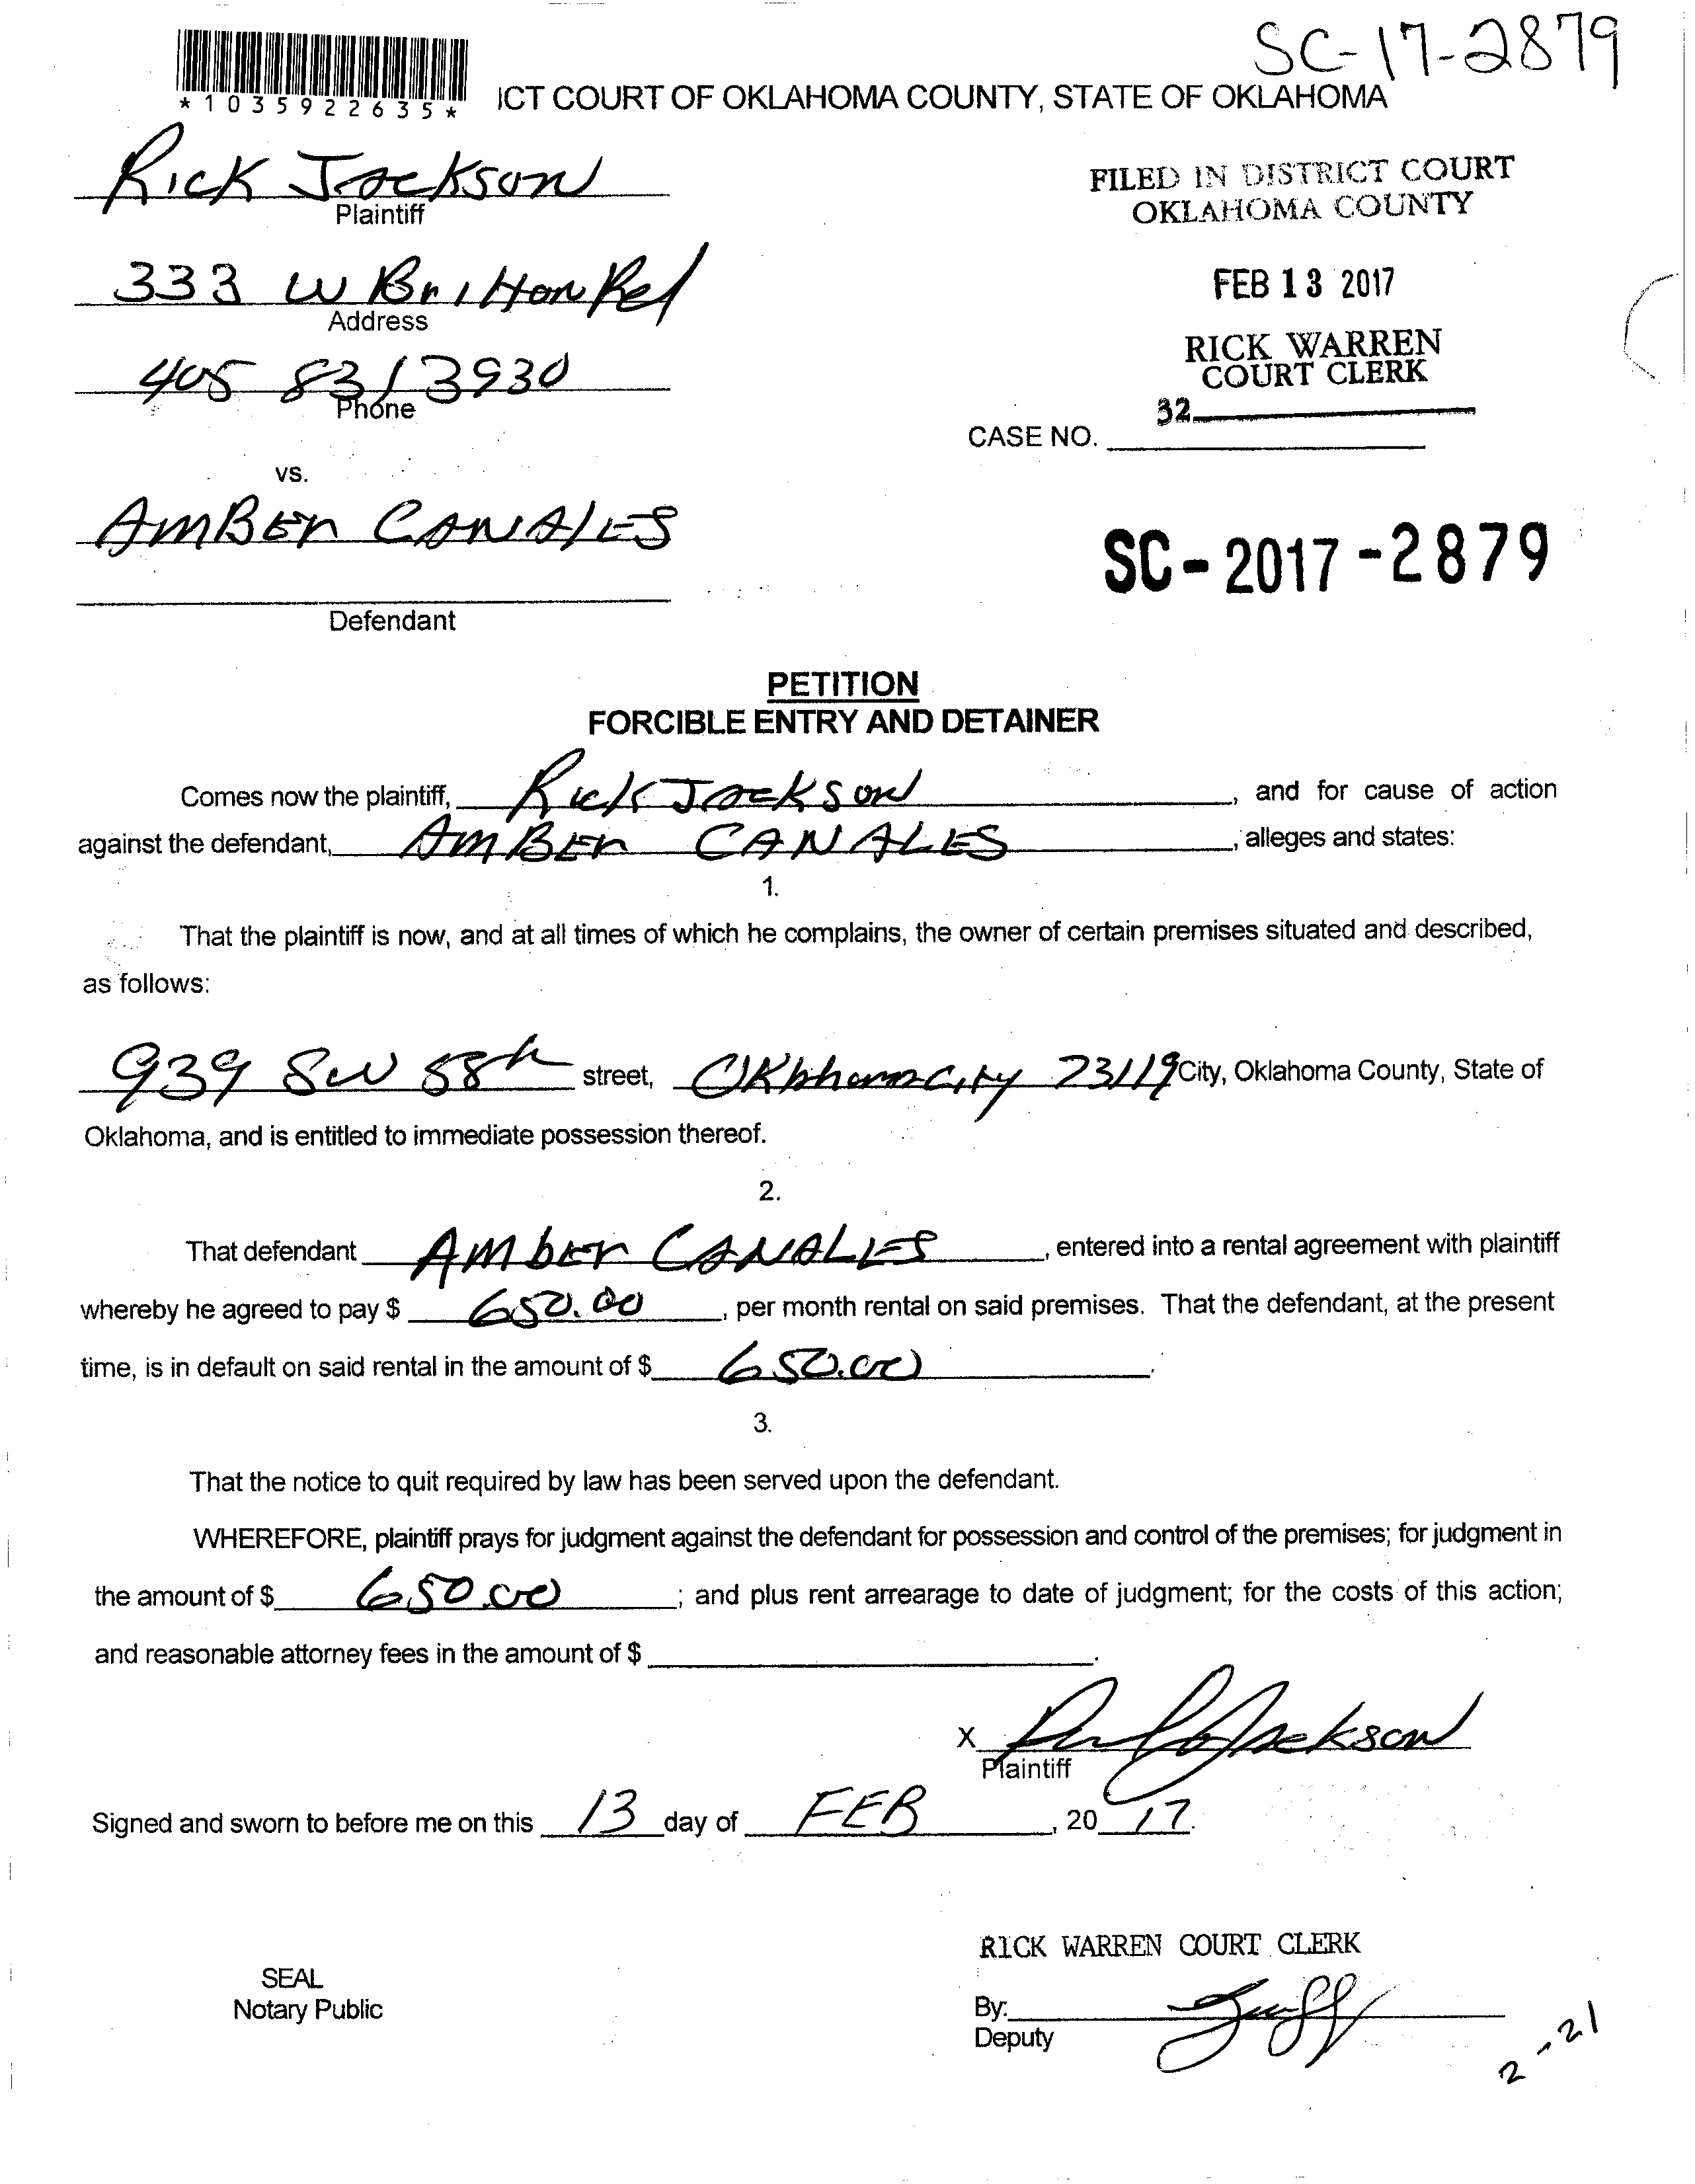 SC-17-2879
*1035922635*
ICT COURT OF OKLAHOMA COUNTY, STATE OF OKLAHOMA
RICK JACKSON
Plaintiff
FILED IN DISTRICT COURT
OKLAHOMA COUNTY
333 W Britton Rd
Address
FEB 13 2017
RICK WARREN
COURT CLERK
405 831 3930
Phone
32
CASE NO.
vs.
AMBER CANALES
SC-2017-2879
Defendant
PETITION
FORCIBLE ENTRY AND DETAINER
Comes now the plaintiff, Rick JACKSON, and for cause of action
against the defendant, AMBER CANALES, alleges and states:
1.
That the plaintiff is now, and at all times of which he complains, the owner of certain premises situated and described,
as follows:
939 SW 58th street, Oklahoma City 73119 City, Oklahoma County, State of
Oklahoma, and is entitled to immediate possession thereof.
2.
That defendant AMBER CANALES, entered into a rental agreement with plaintiff
whereby he agreed to pay $ 650.00, per month rental on said premises. That the defendant, at the present
time, is in default on said rental in the amount of $ 650.00.
3.
That the notice to quit required by law has been served upon the defendant.
WHEREFORE, plaintiff prays for judgment against the defendant for possession and control of the premises; for judgment in
the amount of $ 650.00; and plus rent arrearage to date of judgment; for the costs of this action;
and reasonable attorney fees in the amount of $ .
X Jackson
Plaintiff
Signed and sworn to before me on this 13 day of FEB, 20 17.
RICK WARREN COURT CLERK
SEAL
Notary Public
By:
Deputy
2-21